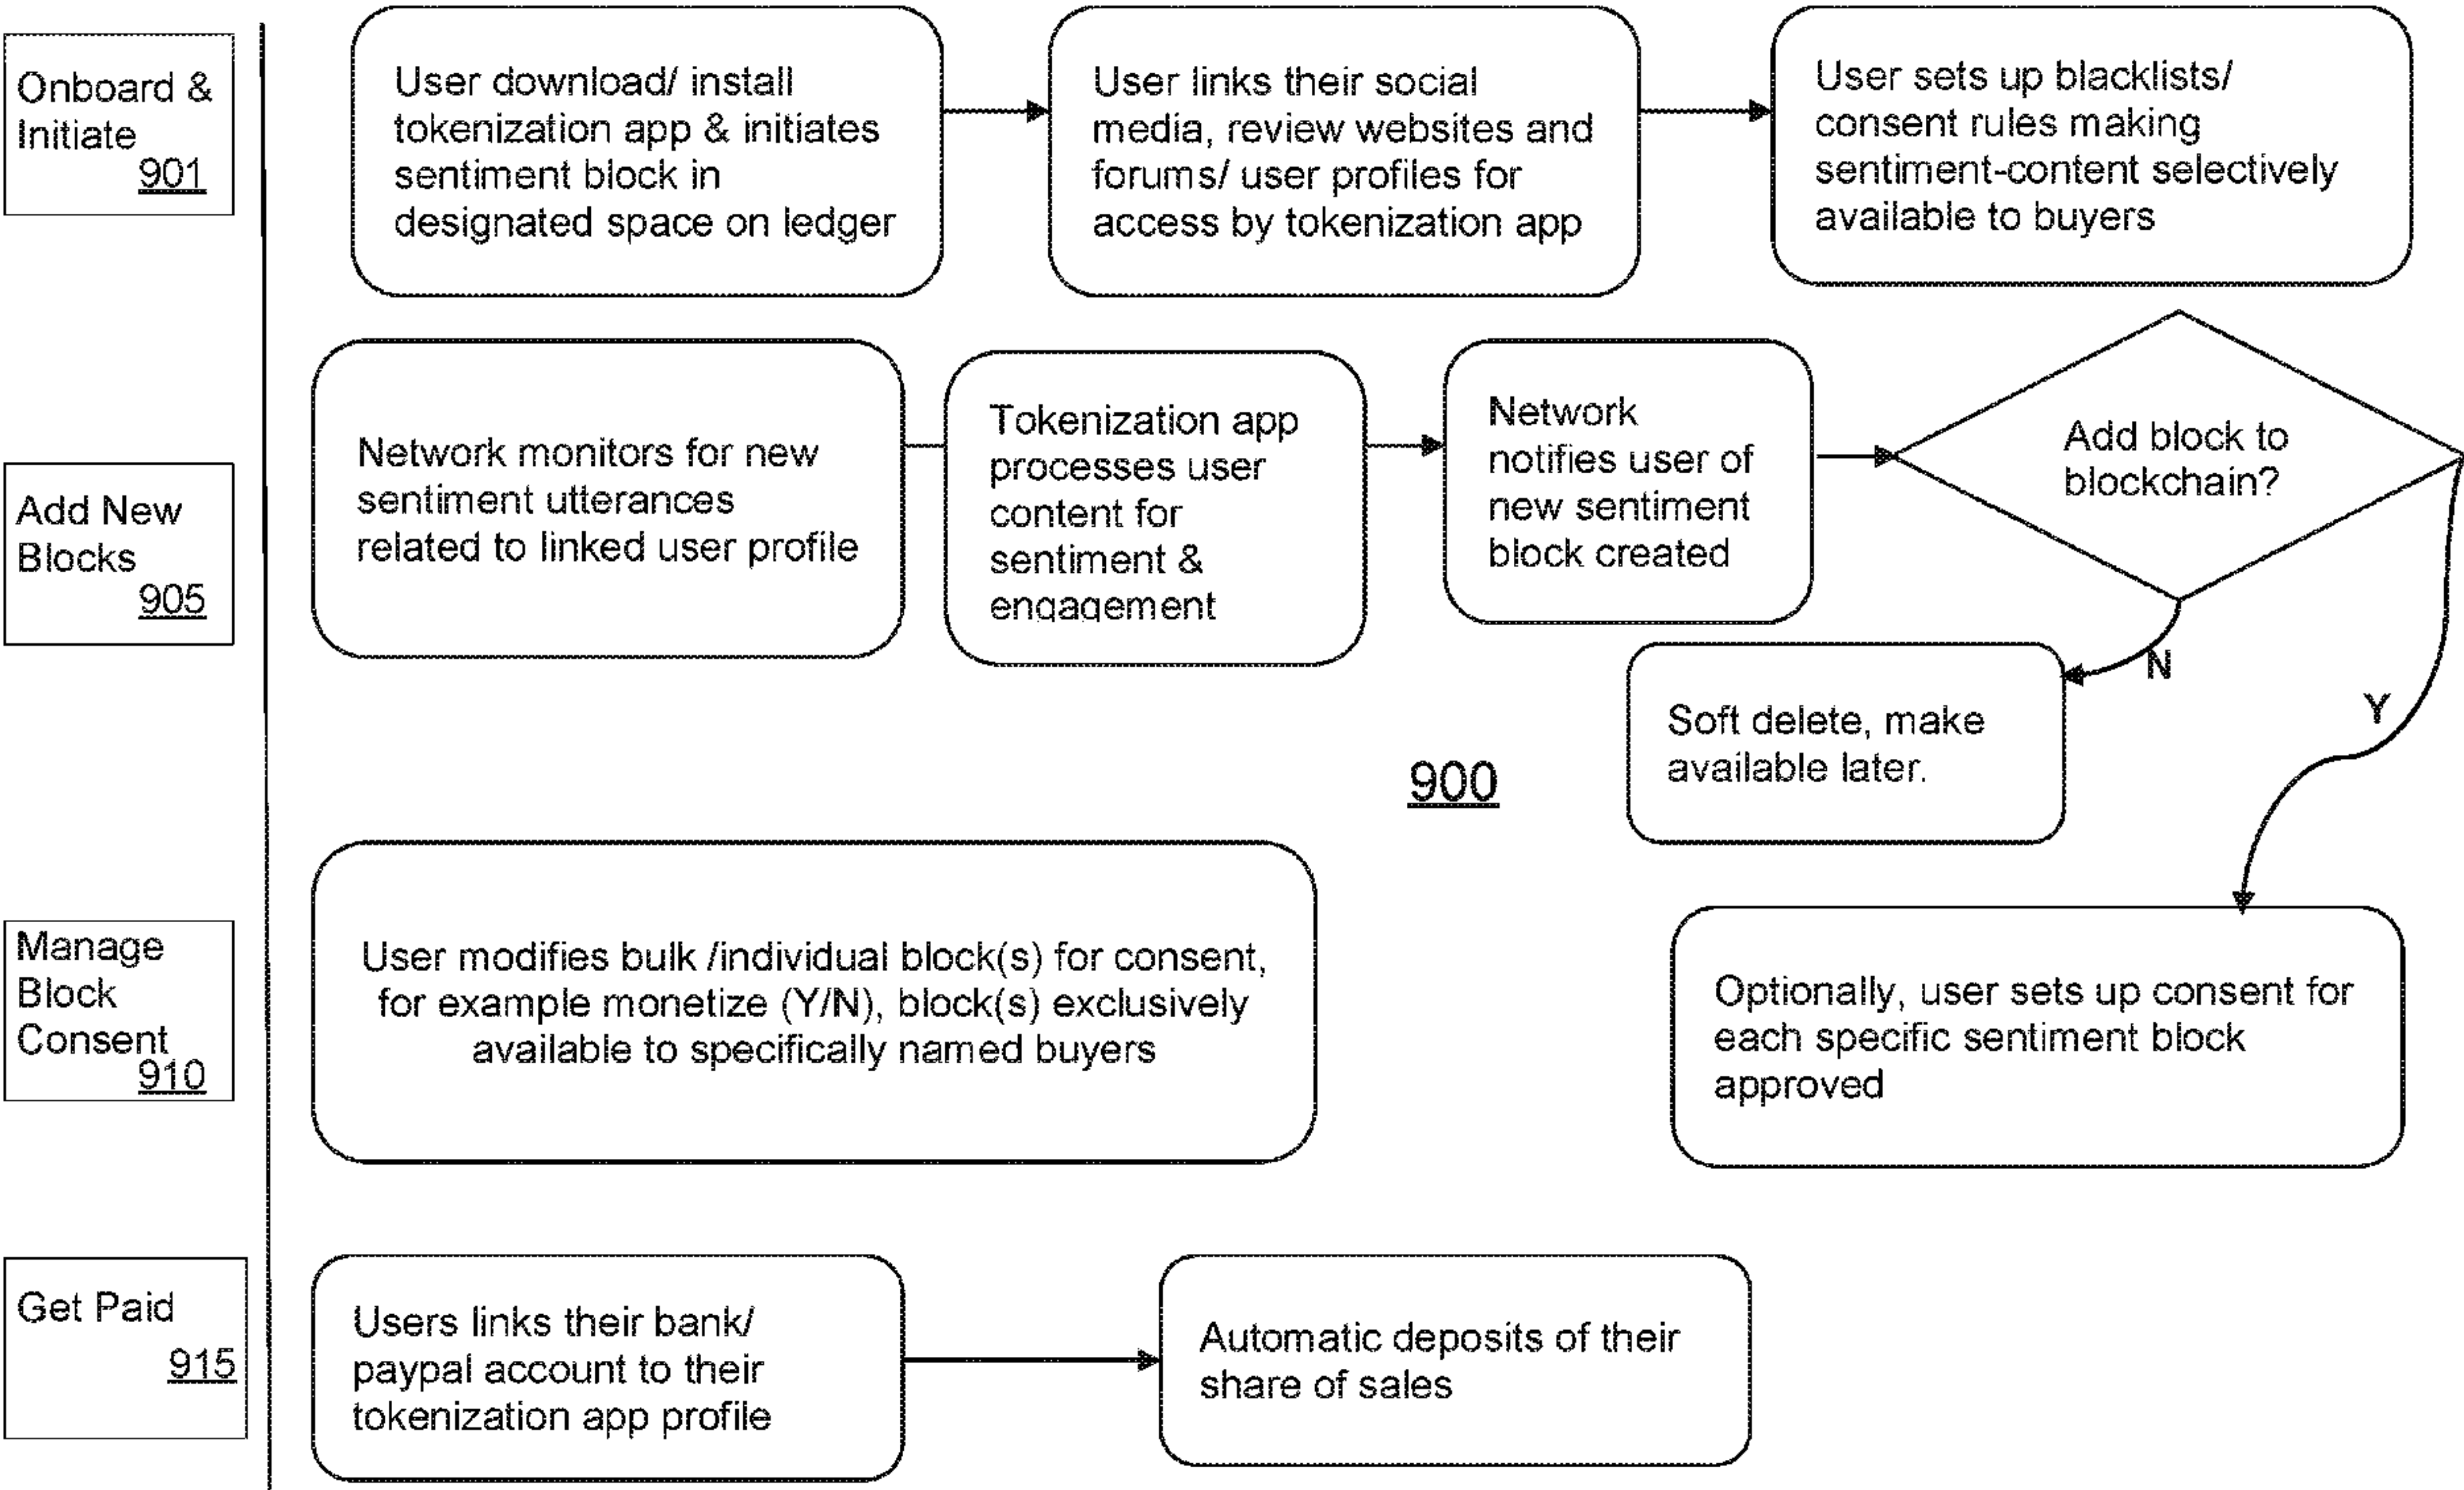 Onboard &
Initiate
901
User download/ install
tokenization app & initiates
sentiment block in
designated space on ledger
User links their social
media, review websites and
forums/ user profiles for
access by tokenization app
User sets up blacklists/
consent rules making
sentiment-content selectively
available to buyers
Add New
Blocks
905
Network monitors for new
sentiment utterances
related to linked user profile
Tokenization app
processes user
content for
sentiment &
engagement
Network
notifies user of
new sentiment
block created
Add block to
blockchain?
N
Y
Soft delete, make
available later.
900
Manage
Block
Consent
910
User modifies bulk /individual block(s) for consent,
for example monetize (Y/N), block(s) exclusively
available to specifically named buyers
Optionally, user sets up consent for
each specific sentiment block
approved
Get Paid
915
Users links their bank/
paypal account to their
tokenization app profile
Automatic deposits of their
share of sales